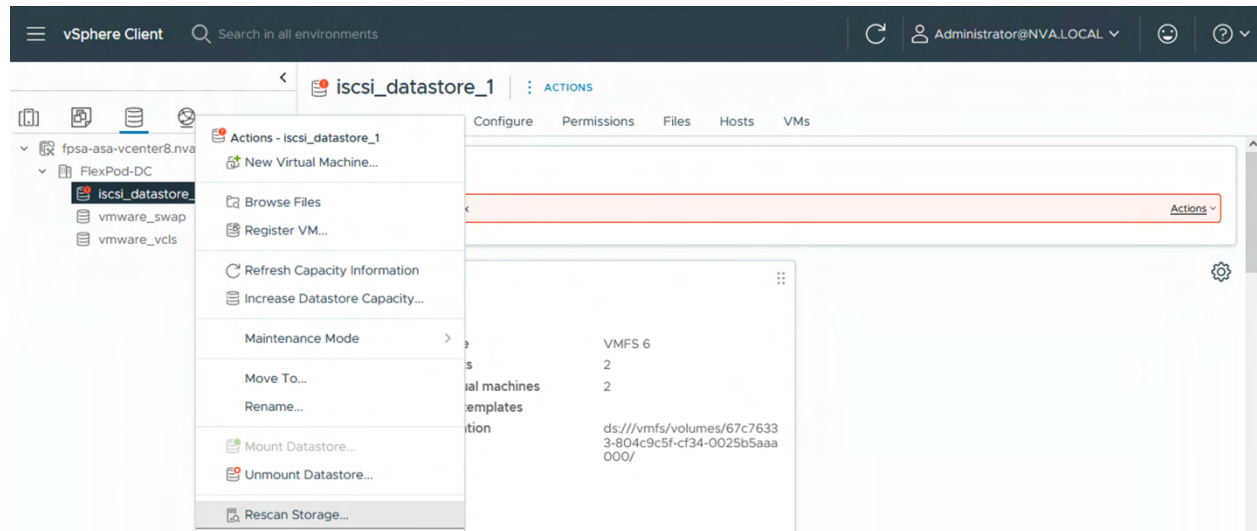 vSphere Client
Search in all environments
Administrator@NVA.LOCAL
iscsi_datastore_1
ACTIONS
Configure Permissions Files Hosts VMs
fpsa-asa-vcenter8.nva
FlexPod-DC
iscsi_datastore_
vmware_swap
vmware_vcls
Actions - iscsi_datastore_1
New Virtual Machine...
Browse Files
Register VM...
Refresh Capacity Information
Increase Datastore Capacity...
Maintenance Mode
Move To...
Rename...
Mount Datastore...
Unmount Datastore...
Rescan Storage...
Actions
VMFS 6
2
ual machines 2
templates
ds:///vmfs/volumes/67c7633
3-804c9c5f-cf34-0025b5aaa
000/